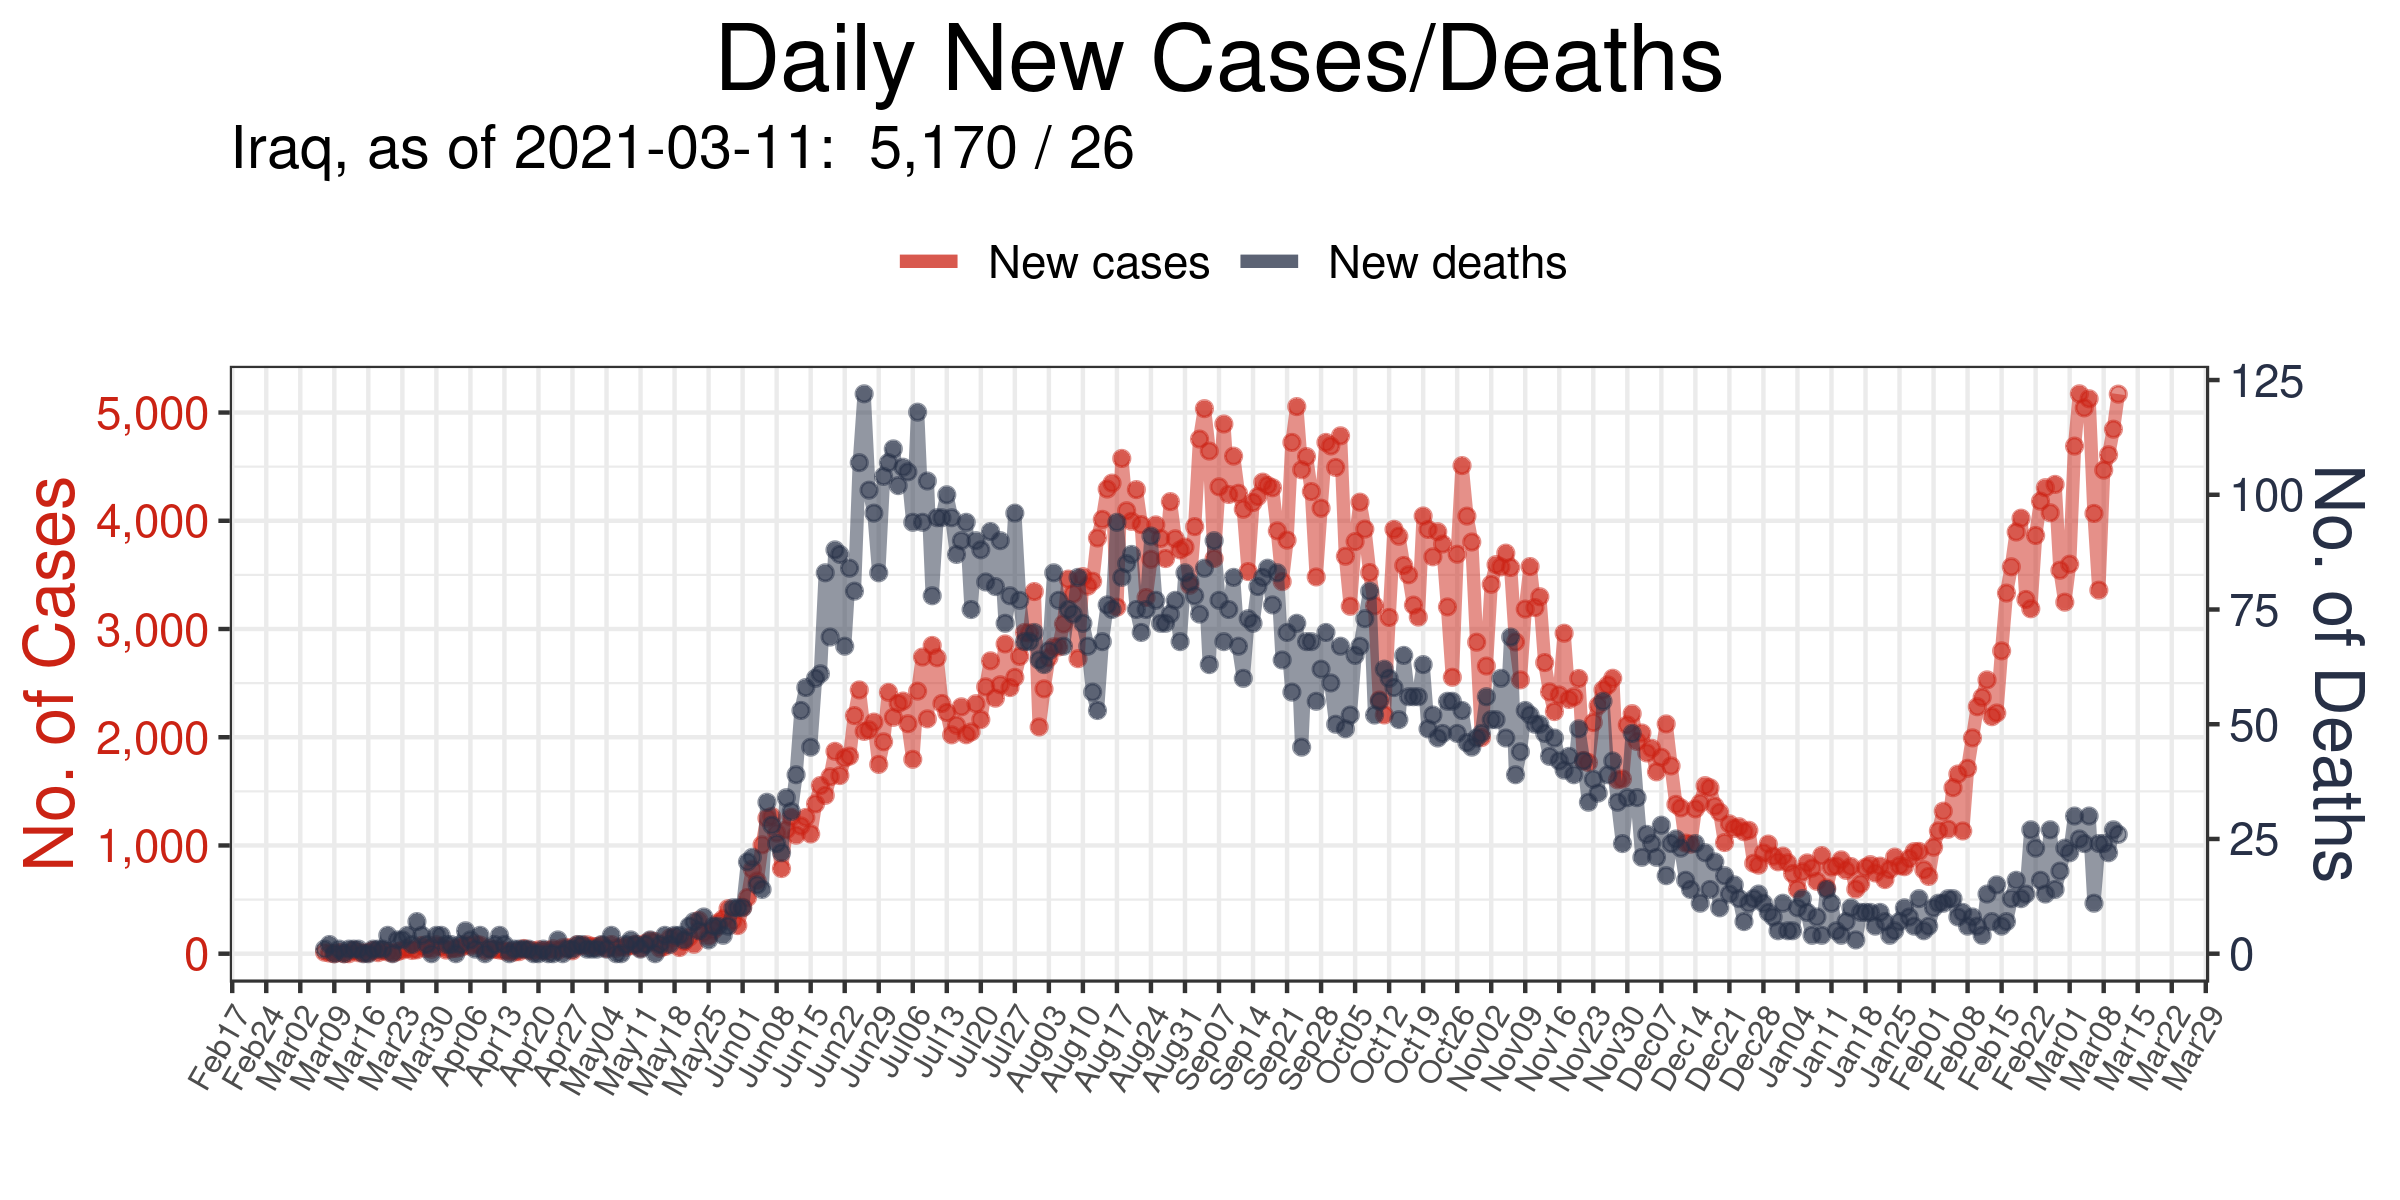 Daily New Cases/Deaths
Iraq, as of 2021-03-11:  5,170 / 26
New cases
New deaths
No. of Cases
5,000
4,000
3,000
2,000
1,000
0
125
100
75
50
25
0
No. of Deaths
Feb17
Feb24
Mar02
Mar09
Mar16
Mar23
Mar30
Apr06
Apr13
Apr20
Apr27
May04
May11
May18
May25
Jun01
Jun08
Jun15
Jun22
Jun29
Jul06
Jul13
Jul20
Jul27
Aug03
Aug10
Aug17
Aug24
Aug31
Sep07
Sep14
Sep21
Sep28
Oct05
Oct12
Oct19
Oct26
Nov02
Nov09
Nov16
Nov23
Nov30
Dec07
Dec14
Dec21
Dec28
Jan04
Jan11
Jan18
Jan25
Feb01
Feb08
Feb15
Feb22
Mar01
Mar08
Mar15
Mar22
Mar29